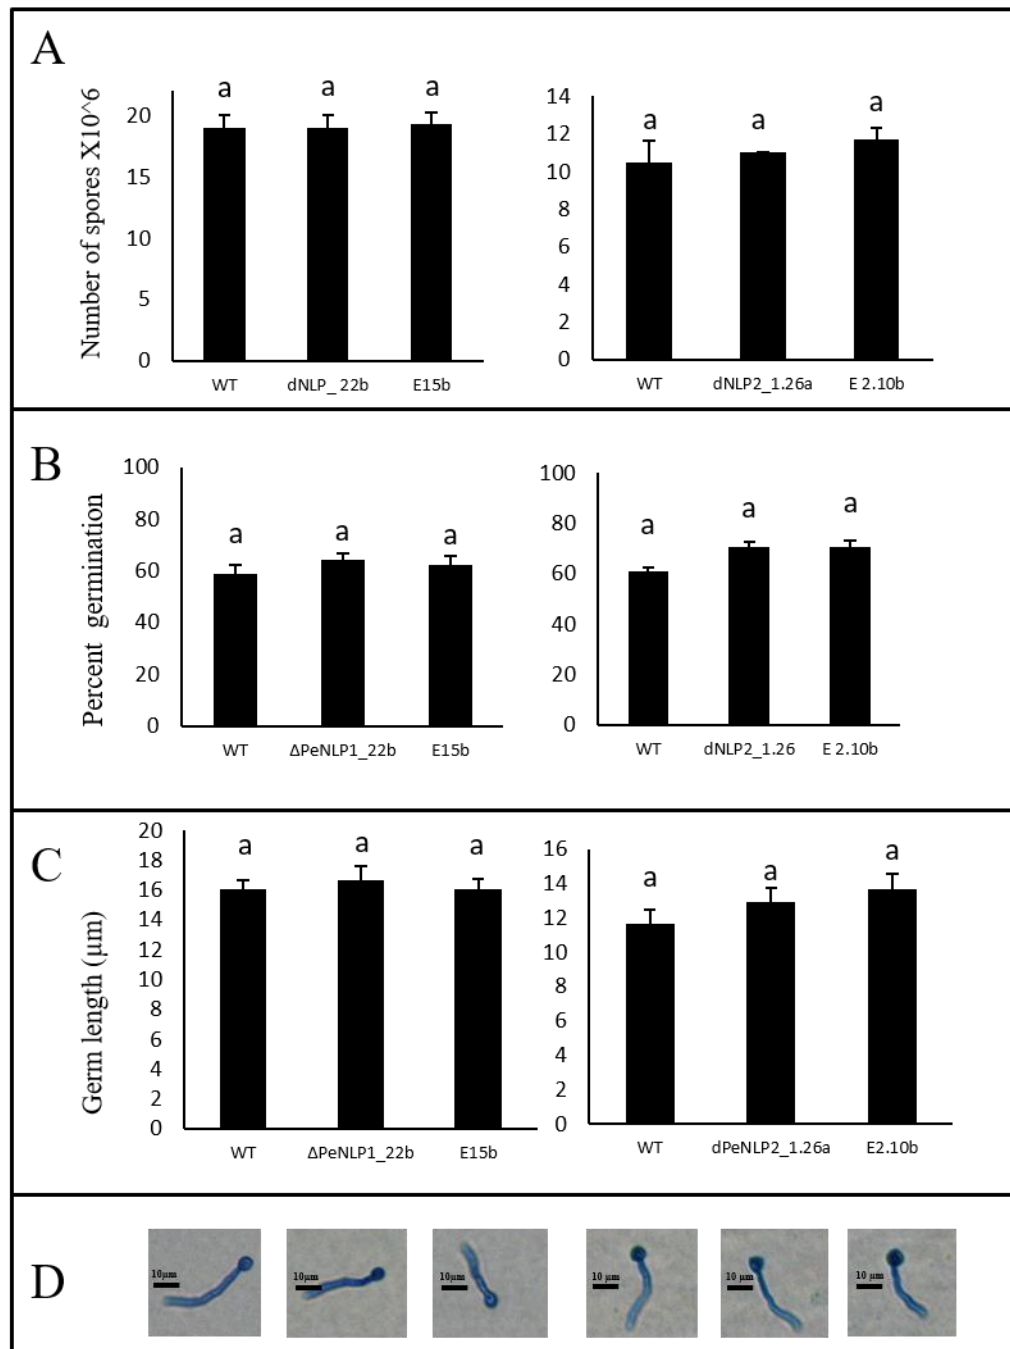 A
Number of spores X10^6
20
15
10
5
0
a a a
WT dNLP_22b E15b
14
12
10
8
6
4
2
0
a a a
WT dNLP2_1.26a E 2.10b
B
Percent germination
100
80
60
40
20
0
a a a
WT ΔPeNLP1_22b E15b
100
80
60
40
20
0
a a a
WT dNLP2_1.26 E 2.10b
C
Germ length (μm)
20
18
16
14
12
10
8
6
4
2
0
a a a
WT ΔPeNLP1_22b E15b
16
14
12
10
8
6
4
2
0
a a a
WT dPeNLP2_1.26a E2.10b
D
10μm 10μm 10μm 10 μm 10 μm 10 μm